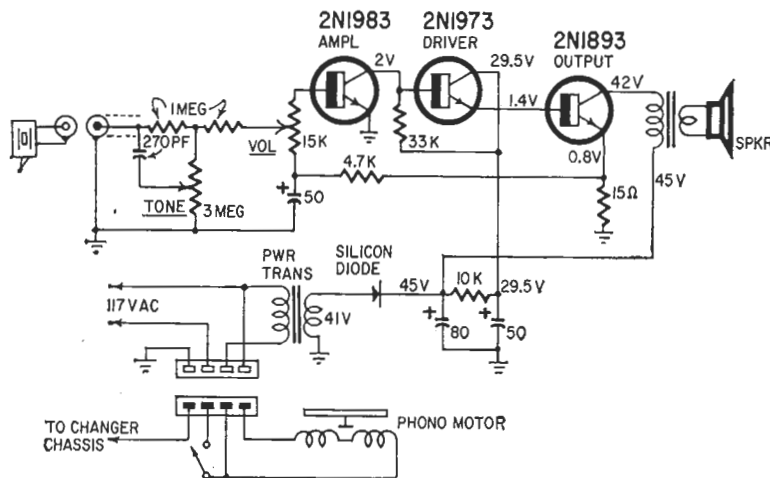 2N1983
AMPL
2N1973
DRIVER
2N1893
OUTPUT
2V
29.5V
42V
1.4V
1MEG
270PF
VOL
15K
33K
0.8V
SPKR
TONE
3 MEG
+
50
4.7K
15Ω
45V
PWR
TRANS
SILICON
DIODE
45V
10K
29.5V
117VAC
41V
+
80
+
50
TO CHANGER
CHASSIS
PHONO MOTOR